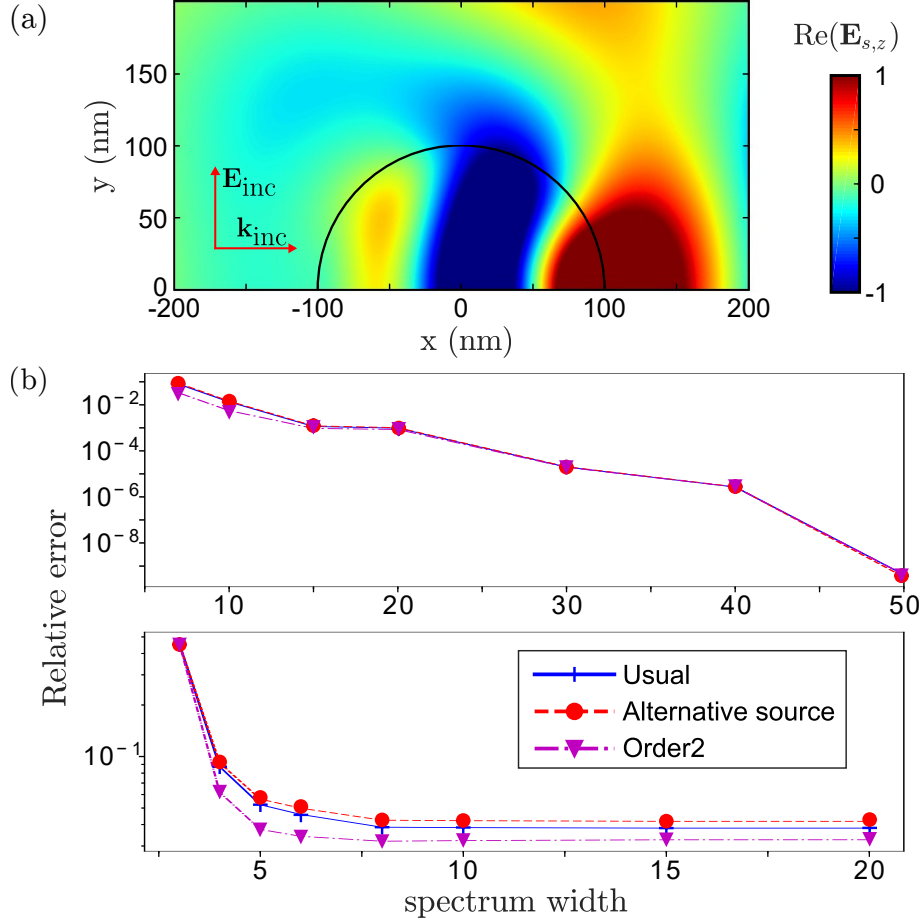 (a)
Re(E_{s,z})
y (nm)
150
100
50
0
E_inc
k_inc
-200
-100
0
100
200
x (nm)
1
0
-1
(b)
Relative error
10^{-2}
10^{-4}
10^{-6}
10^{-8}
10
20
30
40
50
10^{-1}
Usual
Alternative source
Order2
5
10
15
20
spectrum width